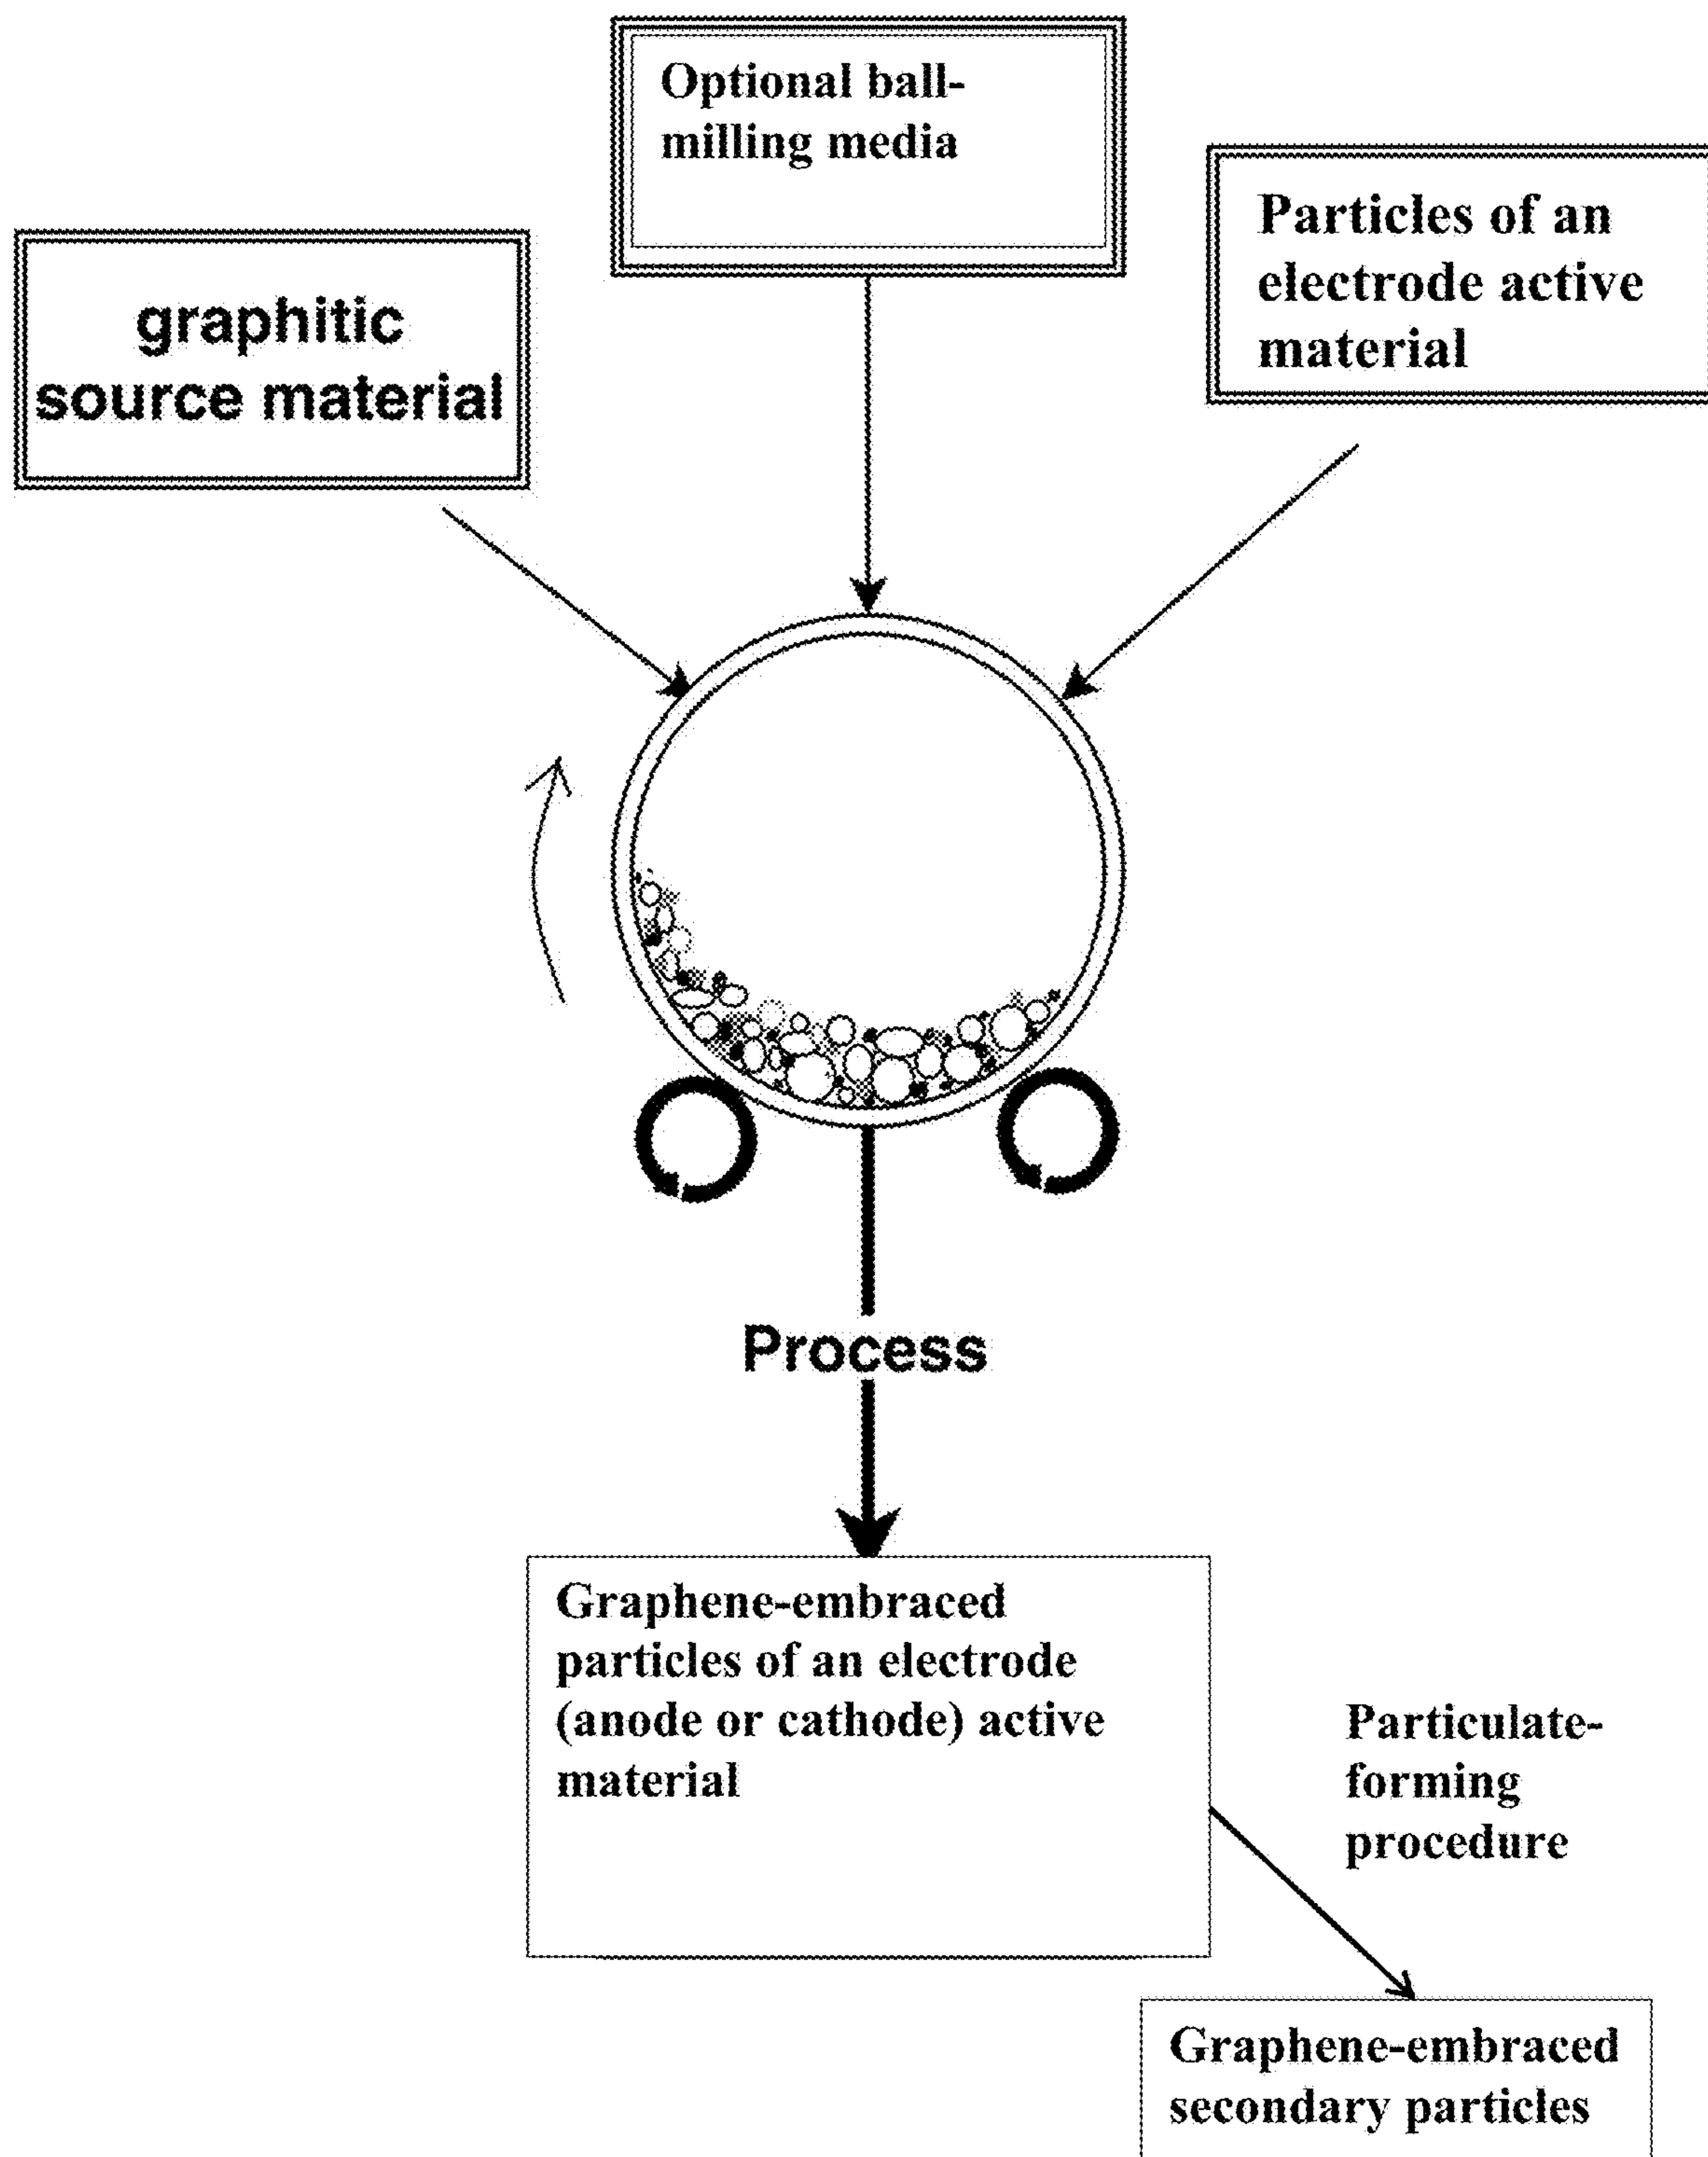 Optional ball-
milling media
Particles of an
electrode active
material
graphitic
source material
Process
Graphene-embraced
particles of an electrode
(anode or cathode) active
material
Particulate-
forming
procedure
Graphene-embraced
secondary particles